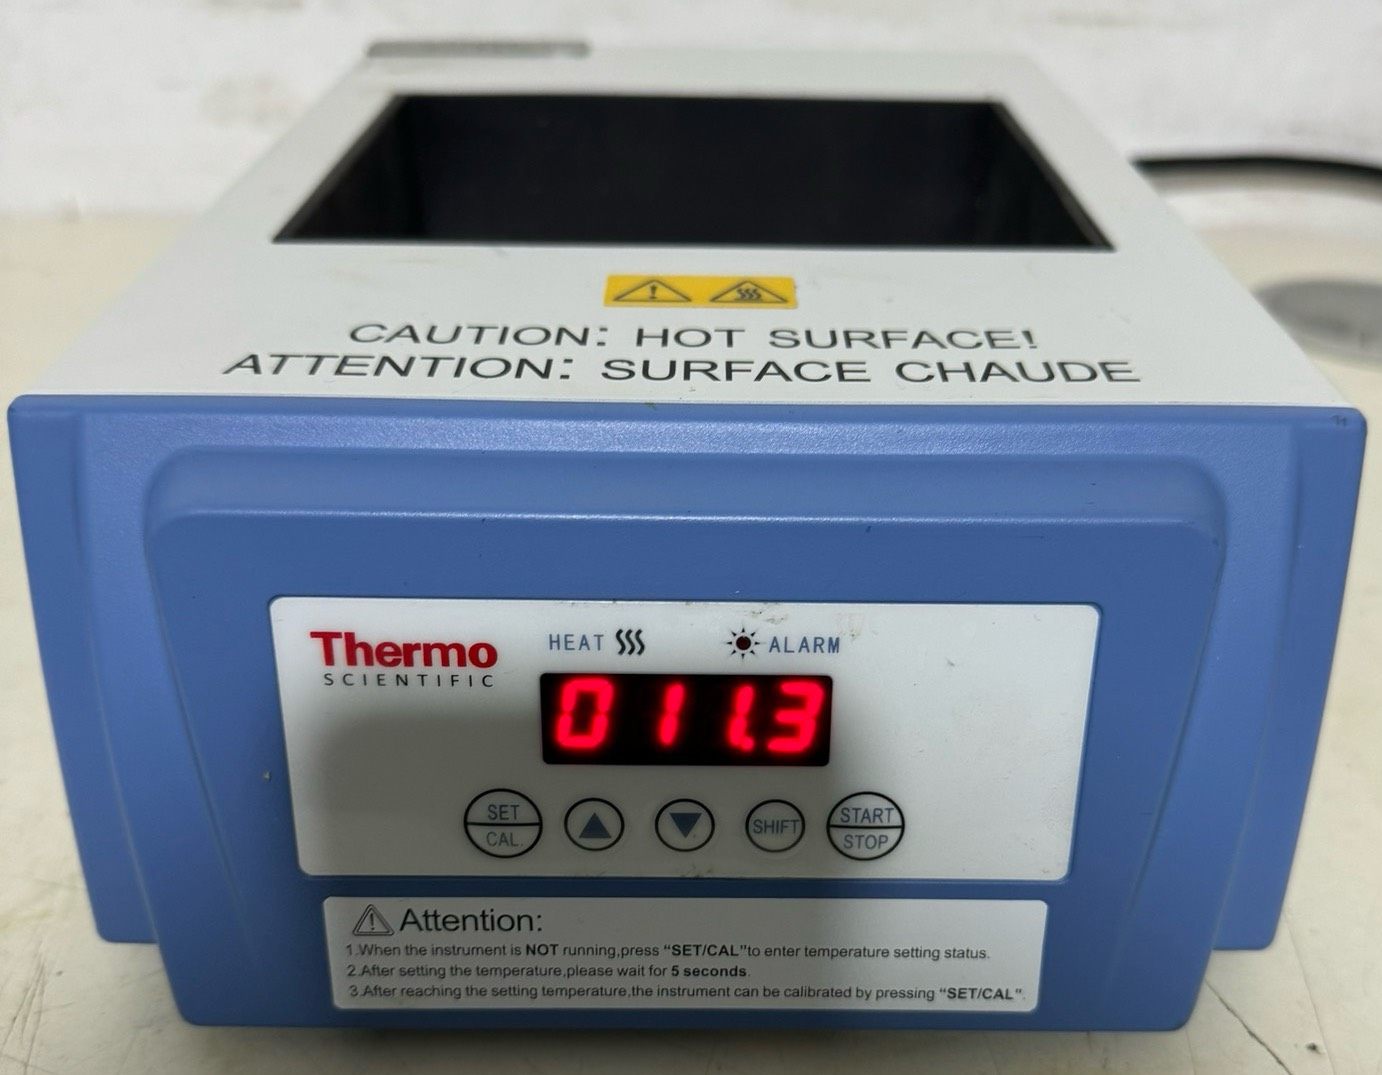 CAUTION: HOT SURFACE!
ATTENTION: SURFACE CHAUDE
Thermo
SCIENTIFIC
HEAT ALARM
011.3
SET
CAL.
SHIFT
START
STOP
Attention:
1.When the instrument is NOT running,press “SET/CAL”to enter temperature setting status.
2.After setting the temperature,please wait for 5 seconds.
3.After reaching the setting temperature,the instrument can be calibrated by pressing “SET/CAL”.